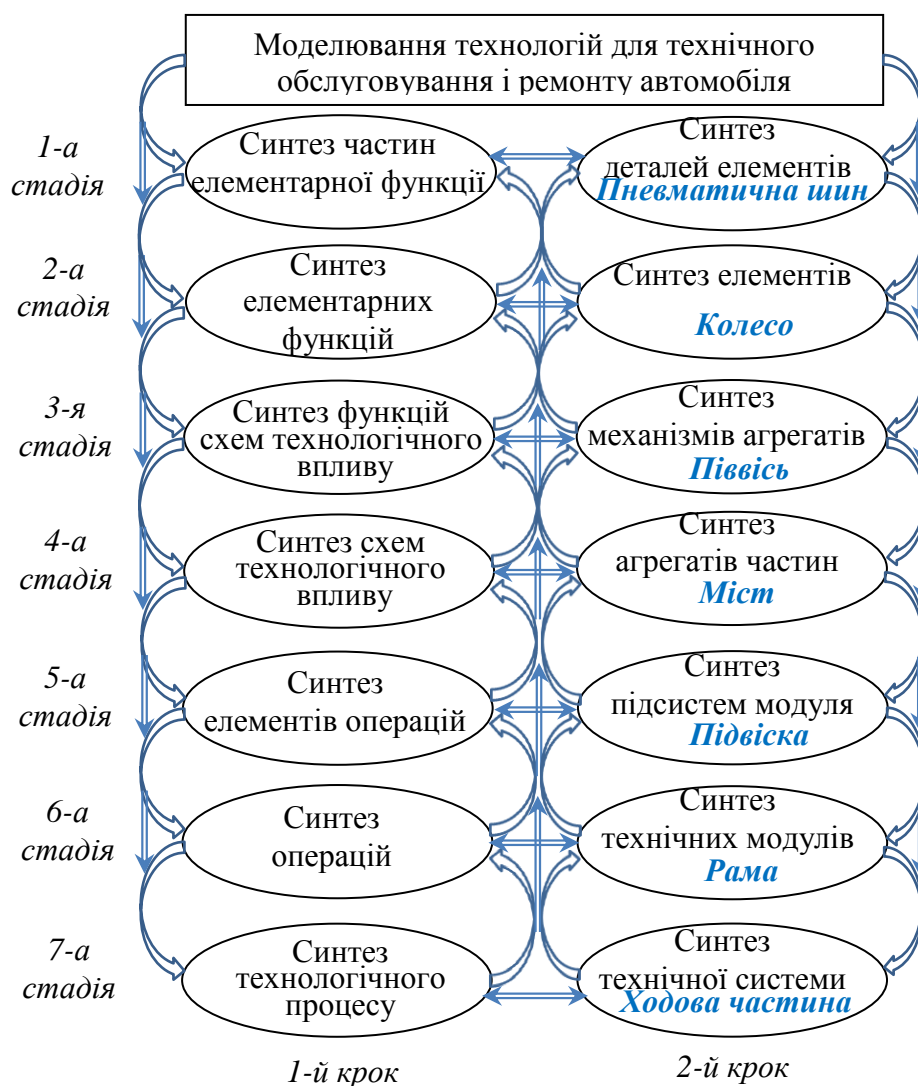 Моделювання технологій для технічного
обслуговування і ремонту автомобіля
1-а
стадія
Синтез частин
елементарної функції
Синтез
деталей елементів
Пневматична шин
2-а
стадія
Синтез
елементарних
функцій
Синтез елементів
Колесо
3-я
стадія
Синтез функцій
схем технологічного
впливу
Синтез
механізмів агрегатів
Піввісь
4-а
стадія
Синтез схем
технологічного
впливу
Синтез
агрегатів частин
Міст
5-а
стадія
Синтез
елементів операцій
Синтез
підсистем модуля
Підвіска
6-а
стадія
Синтез
операцій
Синтез
технічних модулів
Рама
7-а
стадія
Синтез
технологічного
процесу
Синтез
технічної системи
Ходова частина
1-й крок
2-й крок